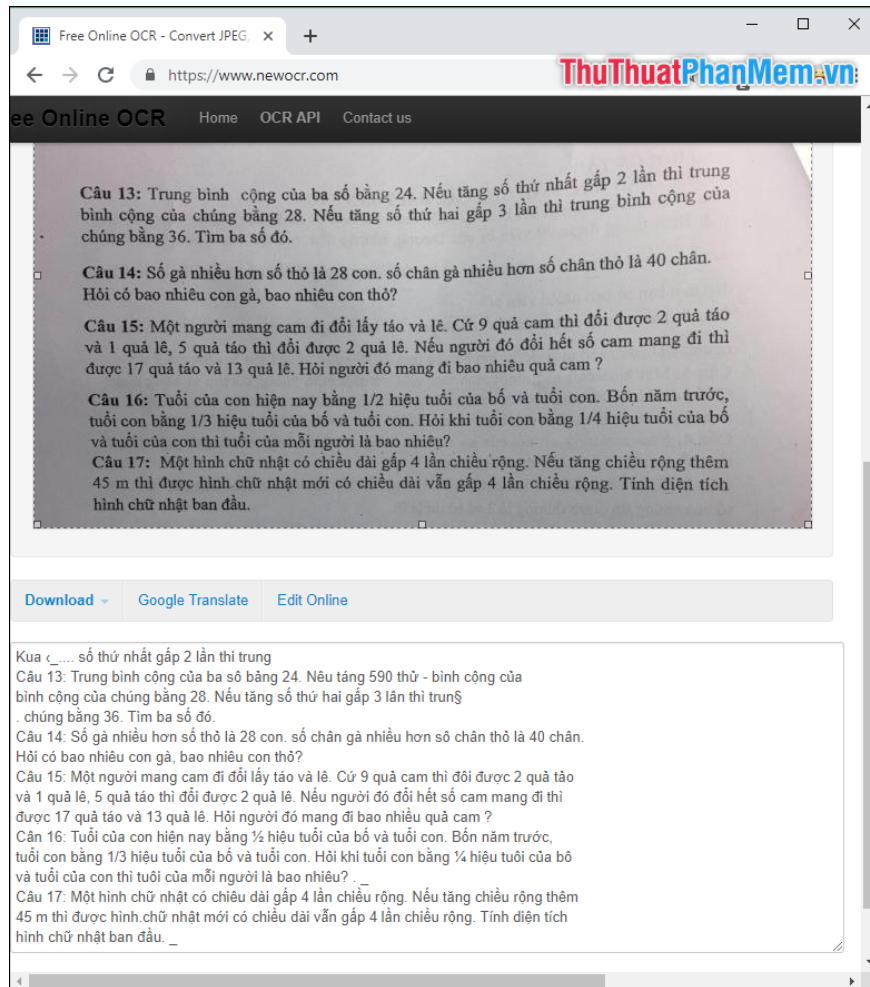 Free Online OCR - Convert JPEG,
https://www.newocr.com
ThuThuatPhanMem.vn
ee Online OCR Home OCR API Contact us
Câu 13: Trung bình cộng của ba số bằng 24. Nếu tăng số thứ nhất gấp 2 lần thì trung
bình cộng của chúng bằng 28. Nếu tăng số thứ hai gấp 3 lần thì trung bình cộng của
chúng bằng 36. Tìm ba số đó.
Câu 14: Số gà nhiều hơn số thỏ là 28 con. số chân gà nhiều hơn số chân thỏ là 40 chân.
Hỏi có bao nhiêu con gà, bao nhiêu con thỏ?
Câu 15: Một người mang cam đi đổi lấy táo và lê. Cứ 9 quả cam thì đổi được 2 quả táo
và 1 quả lê, 5 quả táo thì đổi được 2 quả lê. Nếu người đó đổi hết số cam mang đi thì
được 17 quả táo và 13 quả lê. Hỏi người đó mang đi bao nhiêu quả cam ?
Câu 16: Tuổi của con hiện nay bằng 1/2 hiệu tuổi của bố và tuổi con. Bốn năm trước,
tuổi con bằng 1/3 hiệu tuổi của bố và tuổi con. Hỏi khi tuổi con bằng 1/4 hiệu tuổi của bố
và tuổi của con thì tuổi của mỗi người là bao nhiêu?
Câu 17: Một hình chữ nhật có chiều dài gấp 4 lần chiều rộng. Nếu tăng chiều rộng thêm
45 m thì được hình chữ nhật mới có chiều dài vẫn gấp 4 lần chiều rộng. Tính diện tích
hình chữ nhật ban đầu.
Download Google Translate Edit Online
Kua ‹_.... số thứ nhất gấp 2 lần thi trung
Câu 13: Trung bình cộng của ba sô bảng 24. Nêu táng 590 thử - bình cộng của
bình cộng của chúng bằng 28. Nếu tăng số thứ hai gấp 3 lân thì trun§
. chúng bằng 36. Tìm ba số đó.
Câu 14: Số gà nhiều hơn số thỏ là 28 con. số chân gà nhiều hơn sô chân thỏ là 40 chân.
Hỏi có bao nhiêu con gà, bao nhiêu con thỏ?
Câu 15: Một người mang cam đi đổi lấy táo và lê. Cứ 9 quả cam thì đôi được 2 quả tảo
và 1 quả lê, 5 quả táo thì đổi được 2 quả lê. Nếu người đó đổi hết số cam mang đi thì
được 17 quả táo và 13 quả lê. Hỏi người đó mang đi bao nhiều quả cam ?
Cân 16: Tuổi của con hiện nay bằng ½ hiệu tuổi của bố và tuổi con. Bốn năm trước,
tuổi con bằng 1/3 hiệu tuổi của bố và tuổi con. Hỏi khi tuổi con bằng ¼ hiệu tuôi của bô
và tuổi của con thì tuôi của mỗi người là bao nhiêu? . _
Câu 17: Một hình chữ nhật có chiêu dài gấp 4 lần chiều rộng. Nếu tăng chiều rộng thêm
45 m thì được hình.chữ nhật mới có chiều dài vẫn gấp 4 lần chiều rộng. Tính diện tích
hình chữ nhật ban đầu. _